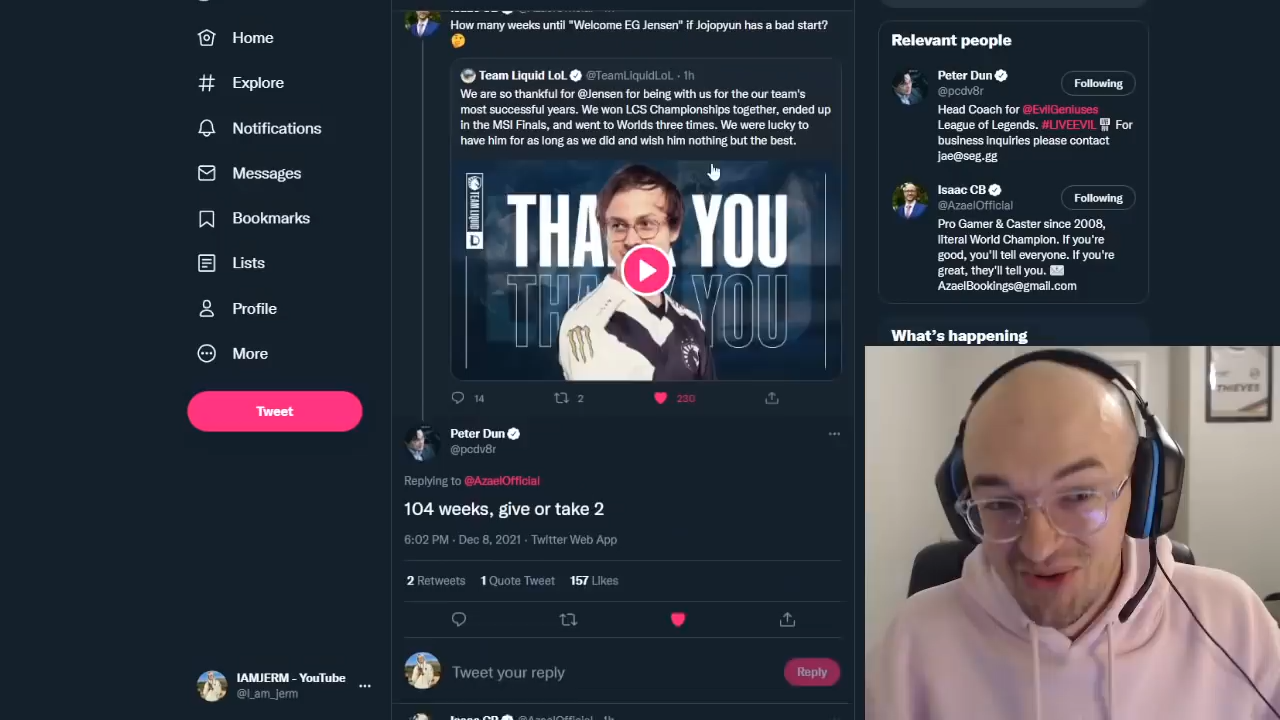 How many weeks until "Welcome EG Jensen" if Jojopyun has a bad start?
🤔
Team Liquid LoL @TeamLiquidLoL · 1h
We are so thankful for @Jensen for being with us for the our team's
most successful years. We won LCS Championships together, ended up
in the MSI Finals, and went to Worlds three times. We were lucky to
have him for as long as we did and wish him nothing but the best.
TEAM LIQUID
THANK YOU
THANK YOU
14
2
230
Peter Dun
@pcdv8r
Replying to @AzaelOfficial
104 weeks, give or take 2
6:02 PM · Dec 8, 2021 · Twitter Web App
2 Retweets 1 Quote Tweet 157 Likes
Tweet your reply
Reply
Home
Explore
Notifications
Messages
Bookmarks
Lists
Profile
More
Tweet
IAMJERM - YouTube
@I_am_jerm
Relevant people
Peter Dun
@pcdv8r
Following
Head Coach for @EvilGeniuses
League of Legends. #LIVEEVIL For
business inquiries please contact
jae@seg.gg
Isaac CB
@AzaelOfficial
Following
Pro Gamer & Caster since 2008,
literal World Champion. If you're
good, you'll tell everyone. If you're
great, they'll tell you.
AzaelBookings@gmail.com
What's happening
THIEVES